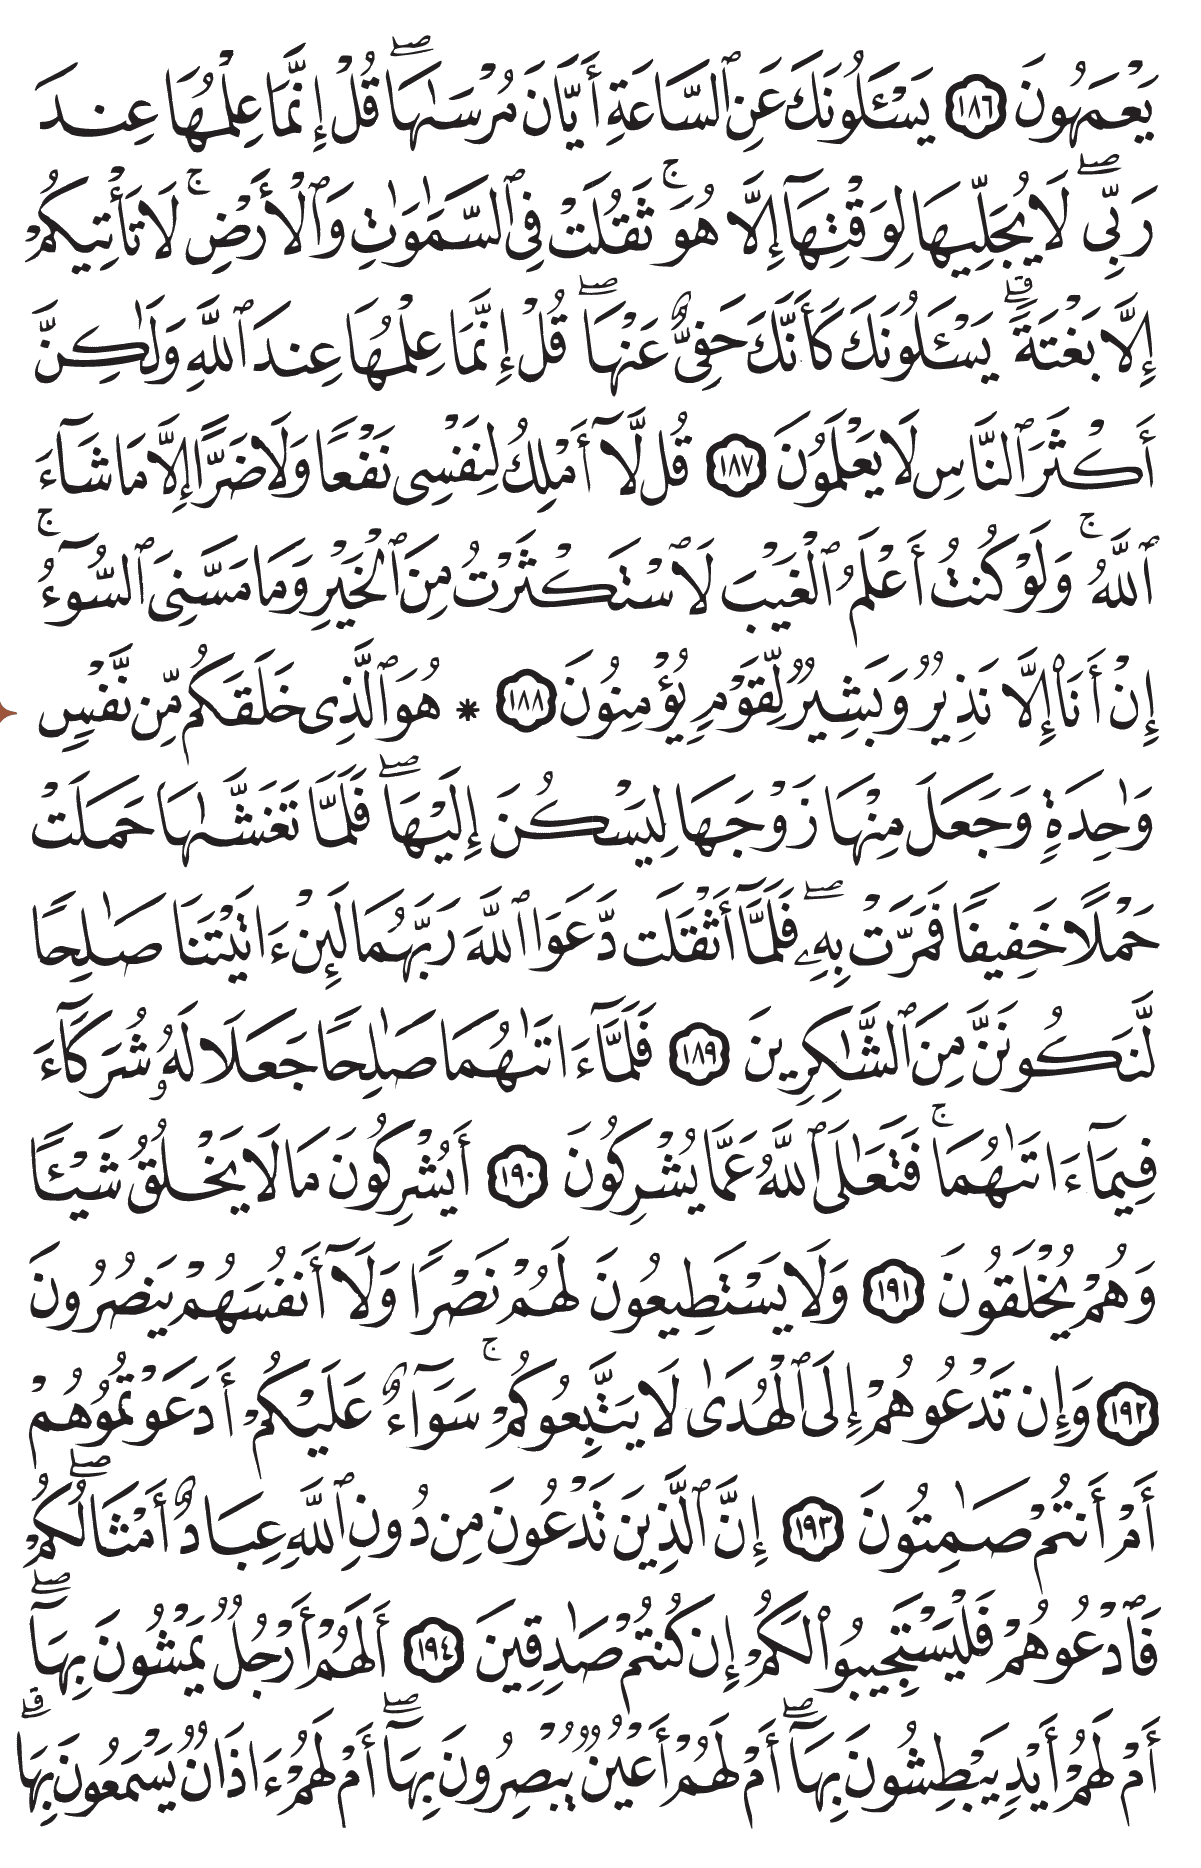 يَعْمَهُونَ ١٨٦ يَسْـَٔلُونَكَ عَنِ ٱلسَّاعَةِ أَيَّانَ مُرْسَىٰهَاۖ قُلْ إِنَّمَا عِلْمُهَا عِندَ
رَبِّىۖ لَا يُجَلِّيهَا لِوَقْتِهَآ إِلَّا هُوَۚ ثَقُلَتْ فِى ٱلسَّمَٰوَٰتِ وَٱلْأَرْضِۚ لَا تَأْتِيكُمْ
إِلَّا بَغْتَةًۗ يَسْـَٔلُونَكَ كَأَنَّكَ حَفِىٌّ عَنْهَاۖ قُلْ إِنَّمَا عِلْمُهَا عِندَ ٱللَّهِ وَلَٰكِنَّ
أَكْثَرَ ٱلنَّاسِ لَا يَعْلَمُونَ ١٨٧ قُل لَّآ أَمْلِكُ لِنَفْسِى نَفْعًا وَلَا ضَرًّا إِلَّا مَا شَآءَ
ٱللَّهُۚ وَلَوْ كُنتُ أَعْلَمُ ٱلْغَيْبَ لَٱسْتَكْثَرْتُ مِنَ ٱلْخَيْرِ وَمَا مَسَّنِىَ ٱلسُّوٓءُۚ
إِنْ أَنَا۠ إِلَّا نَذِيرٌ وَبَشِيرٌ لِّقَوْمٍ يُؤْمِنُونَ ١٨٨ * هُوَ ٱلَّذِى خَلَقَكُم مِّن نَّفْسٍ
وَٰحِدَةٍ وَجَعَلَ مِنْهَا زَوْجَهَا لِيَسْكُنَ إِلَيْهَاۖ فَلَمَّا تَغَشَّىٰهَا حَمَلَتْ
حَمْلًا خَفِيفًا فَمَرَّتْ بِهِۦۖ فَلَمَّآ أَثْقَلَت دَّعَوَا ٱللَّهَ رَبَّهُمَا لَئِنْ ءَاتَيْتَنَا صَٰلِحًا
لَّنَكُونَنَّ مِنَ ٱلشَّٰكِرِينَ ١٨٩ فَلَمَّآ ءَاتَىٰهُمَا صَٰلِحًا جَعَلَا لَهُۥ شُرَكَآءَ
فِيمَآ ءَاتَىٰهُمَاۚ فَتَعَٰلَى ٱللَّهُ عَمَّا يُشْرِكُونَ ١٩٠ أَيُشْرِكُونَ مَا لَا يَخْلُقُ شَيْـًٔا
وَهُمْ يُخْلَقُونَ ١٩١ وَلَا يَسْتَطِيعُونَ لَهُمْ نَصْرًا وَلَآ أَنفُسَهُمْ يَنصُرُونَ
١٩٢ وَإِن تَدْعُوهُمْ إِلَى ٱلْهُدَىٰ لَا يَتَّبِعُوكُمْۚ سَوَآءٌ عَلَيْكُمْ أَدَعَوْتُمُوهُمْ
أَمْ أَنتُمْ صَٰمِتُونَ ١٩٣ إِنَّ ٱلَّذِينَ تَدْعُونَ مِن دُونِ ٱللَّهِ عِبَادٌ أَمْثَالُكُمْۖ
فَٱدْعُوهُمْ فَلْيَسْتَجِيبُوا۟ لَكُمْ إِن كُنتُمْ صَٰدِقِينَ ١٩٤ أَلَهُمْ أَرْجُلٌ يَمْشُونَ بِهَآۖ
أَمْ لَهُمْ أَيْدٍ يَبْطِشُونَ بِهَآۖ أَمْ لَهُمْ أَعْيُنٌ يُبْصِرُونَ بِهَآۖ أَمْ لَهُمْ ءَاذَانٌ يَسْمَعُونَ بِهَاۗ